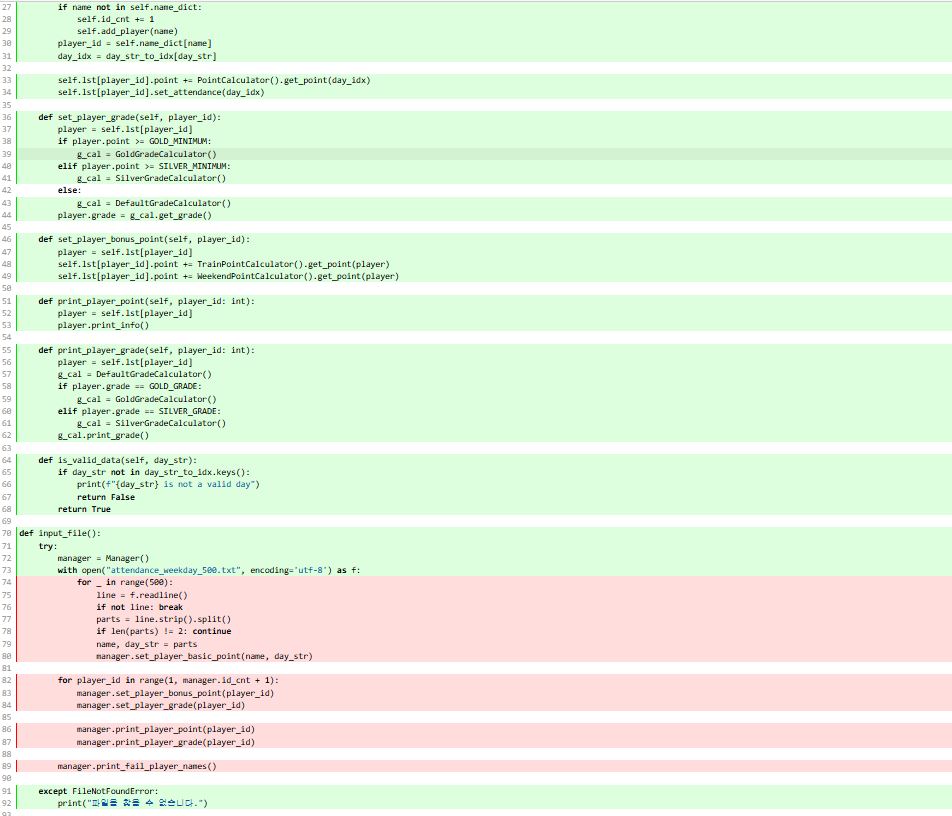 27         if name not in self.name_dict:
28             self.id_cnt += 1
29             self.add_player(name)
30         player_id = self.name_dict[name]
31         day_idx = day_str_to_idx[day_str]
32
33         self.lst[player_id].point += PointCalculator().get_point(day_idx)
34         self.lst[player_id].set_attendance(day_idx)
35
36     def set_player_grade(self, player_id):
37         player = self.lst[player_id]
38         if player.point >= GOLD_MINIMUM:
39             g_cal = GoldGradeCalculator()
40         elif player.point >= SILVER_MINIMUM:
41             g_cal = SilverGradeCalculator()
42         else:
43             g_cal = DefaultGradeCalculator()
44         player.grade = g_cal.get_grade()
45
46     def set_player_bonus_point(self, player_id):
47         player = self.lst[player_id]
48         self.lst[player_id].point += TrainPointCalculator().get_point(player)
49         self.lst[player_id].point += WeekendPointCalculator().get_point(player)
50
51     def print_player_point(self, player_id: int):
52         player = self.lst[player_id]
53         player.print_info()
54
55     def print_player_grade(self, player_id: int):
56         player = self.lst[player_id]
57         g_cal = DefaultGradeCalculator()
58         if player.grade == GOLD_GRADE:
59             g_cal = GoldGradeCalculator()
60         elif player.grade == SILVER_GRADE:
61             g_cal = SilverGradeCalculator()
62         g_cal.print_grade()
63
64     def is_valid_data(self, day_str):
65         if day_str not in day_str_to_idx.keys():
66             print(f"{day_str} is not a valid day")
67             return False
68         return True
69
70 def input_file():
71     try:
72         manager = Manager()
73         with open("attendance_weekday_500.txt", encoding='utf-8') as f:
74             for _ in range(500):
75                 line = f.readline()
76                 if not line: break
77                 parts = line.strip().split()
78                 if len(parts) != 2: continue
79                 name, day_str = parts
80                 manager.set_player_basic_point(name, day_str)
81
82         for player_id in range(1, manager.id_cnt + 1):
83             manager.set_player_bonus_point(player_id)
84             manager.set_player_grade(player_id)
85
86             manager.print_player_point(player_id)
87             manager.print_player_grade(player_id)
88
89         manager.print_fail_player_names()
90
91     except FileNotFoundError:
92         print("파일을 찾을 수 없습니다.")
93